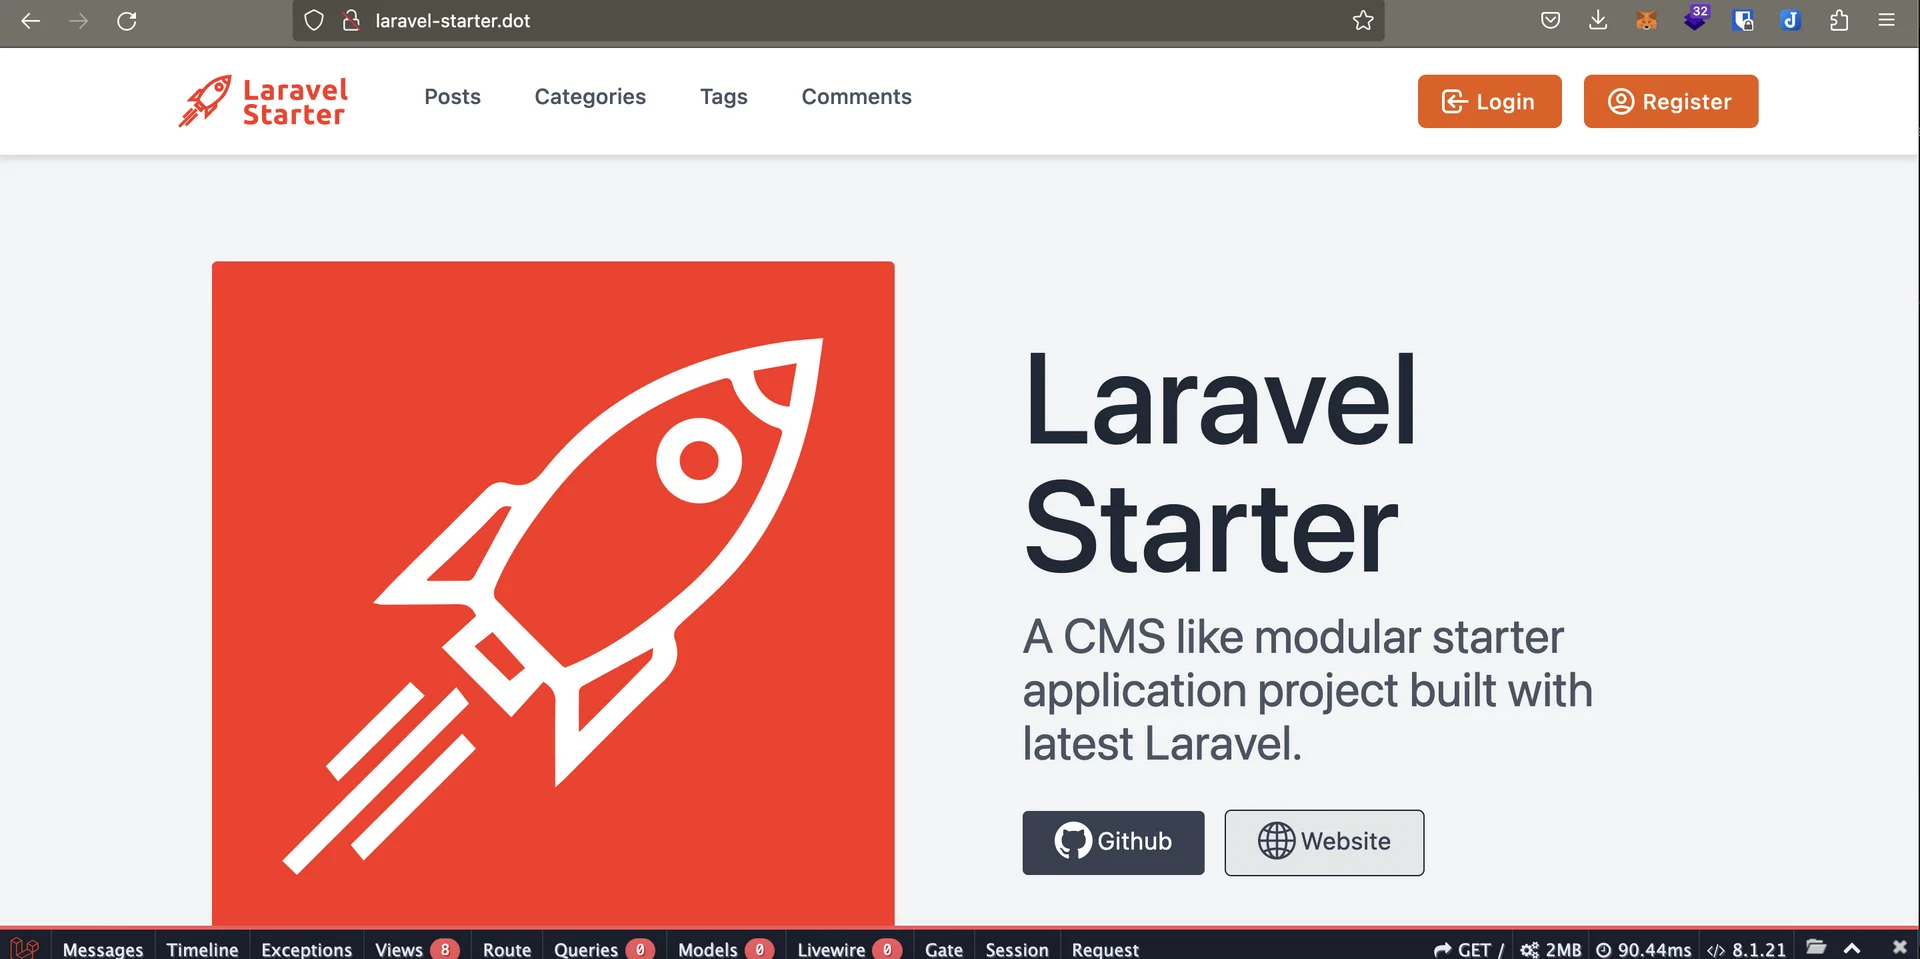 laravel-starter.dot
32
Laravel
Starter
Posts
Categories
Tags
Comments
Login
Register
Laravel
Starter
A CMS like modular starter
application project built with
latest Laravel.
Github
Website
Messages
Timeline
Exceptions
Views 8
Route
Queries 0
Models 0
Livewire 0
Gate
Session
Request
GET /
2MB
90.44ms
8.1.21